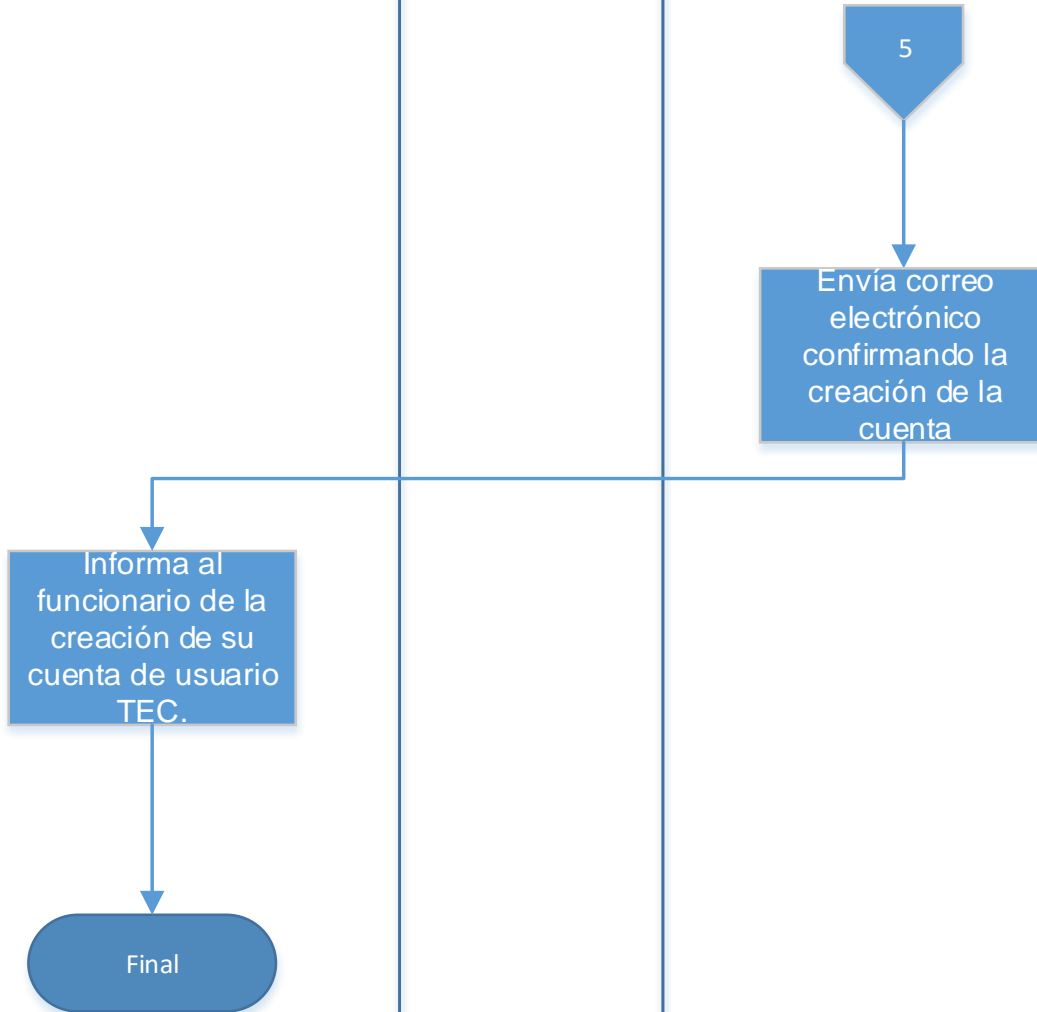 5
Envía correo
electrónico
confirmando la
creación de la
cuenta
Informa al
funcionario de la
creación de su
cuenta de usuario
TEC.
Final